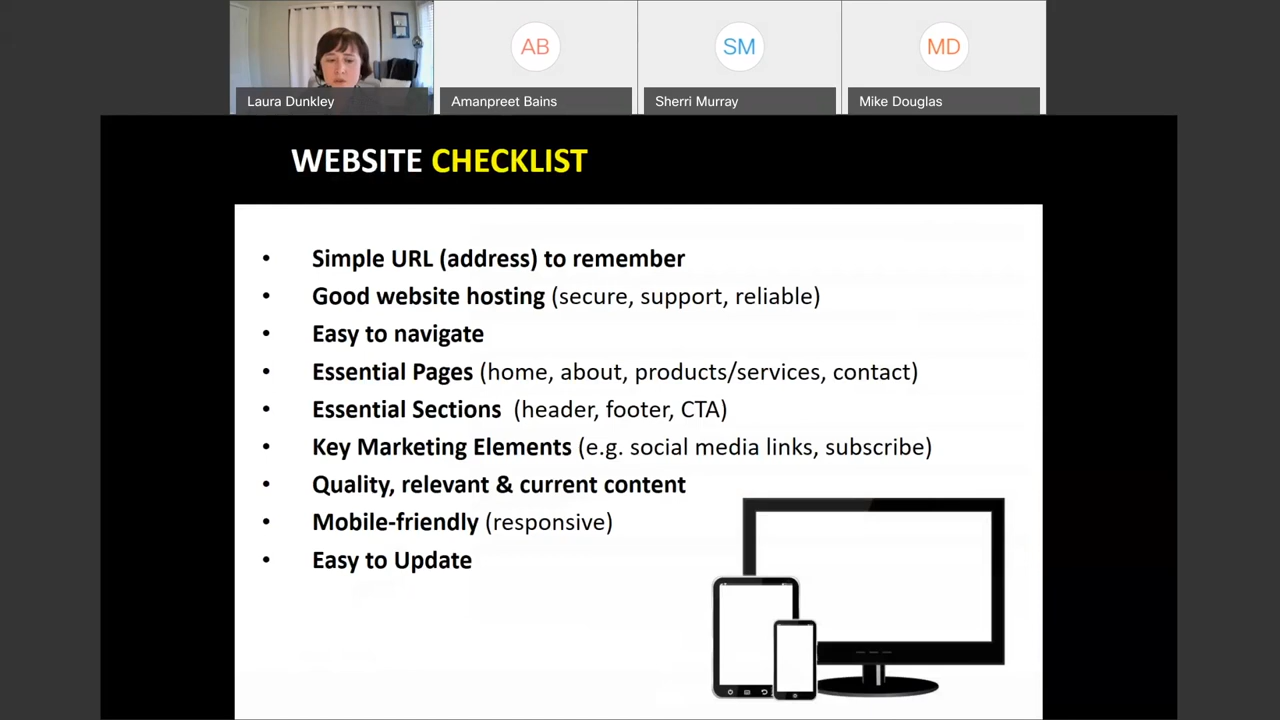 AB
SM
MD
Laura Dunkley
Amanpreet Bains
Sherri Murray
Mike Douglas
WEBSITE CHECKLIST
• Simple URL (address) to remember
• Good website hosting (secure, support, reliable)
• Easy to navigate
• Essential Pages (home, about, products/services, contact)
• Essential Sections (header, footer, CTA)
• Key Marketing Elements (e.g. social media links, subscribe)
• Quality, relevant & current content
• Mobile-friendly (responsive)
• Easy to Update